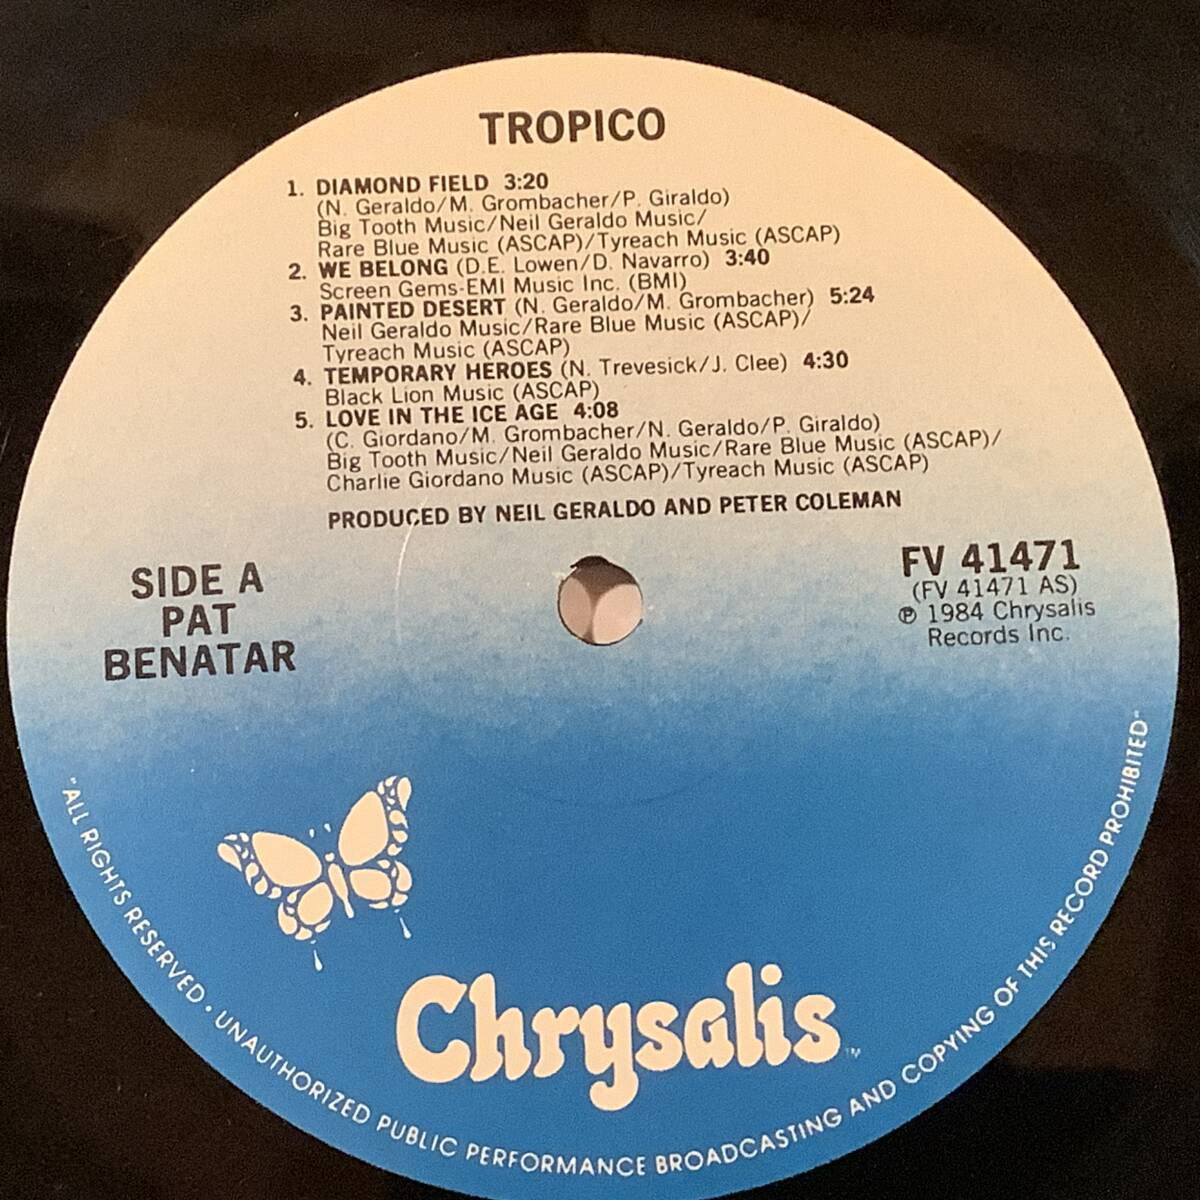 TROPICO
1. DIAMOND FIELD 3:20
(N. Geraldo/M. Grombacher/P. Giraldo)
Big Tooth Music/Neil Geraldo Music/
Rare Blue Music (ASCAP)/Tyreach Music (ASCAP)
2. WE BELONG (D.E. Lowen/D. Navarro) 3:40
Screen Gems-EMI Music Inc. (BMI)
3. PAINTED DESERT (N. Geraldo/M. Grombacher) 5:24
Neil Geraldo Music/Rare Blue Music (ASCAP)/
Tyreach Music (ASCAP)
4. TEMPORARY HEROES (N. Trevesick/J. Clee) 4:30
Black Lion Music (ASCAP)
5. LOVE IN THE ICE AGE 4:08
(C. Giordano/M. Grombacher/N. Geraldo/P. Giraldo)
Big Tooth Music/Neil Geraldo Music/Rare Blue Music (ASCAP)/
Charlie Giordano Music (ASCAP)/Tyreach Music (ASCAP)
PRODUCED BY NEIL GERALDO AND PETER COLEMAN
SIDE A
PAT
BENATAR
FV 41471
(FV 41471 AS)
℗ 1984 Chrysalis
Records Inc.
Chrysalis™
"ALL RIGHTS RESERVED • UNAUTHORIZED PUBLIC PERFORMANCE BROADCASTING AND COPYING OF THIS RECORD PROHIBITED"